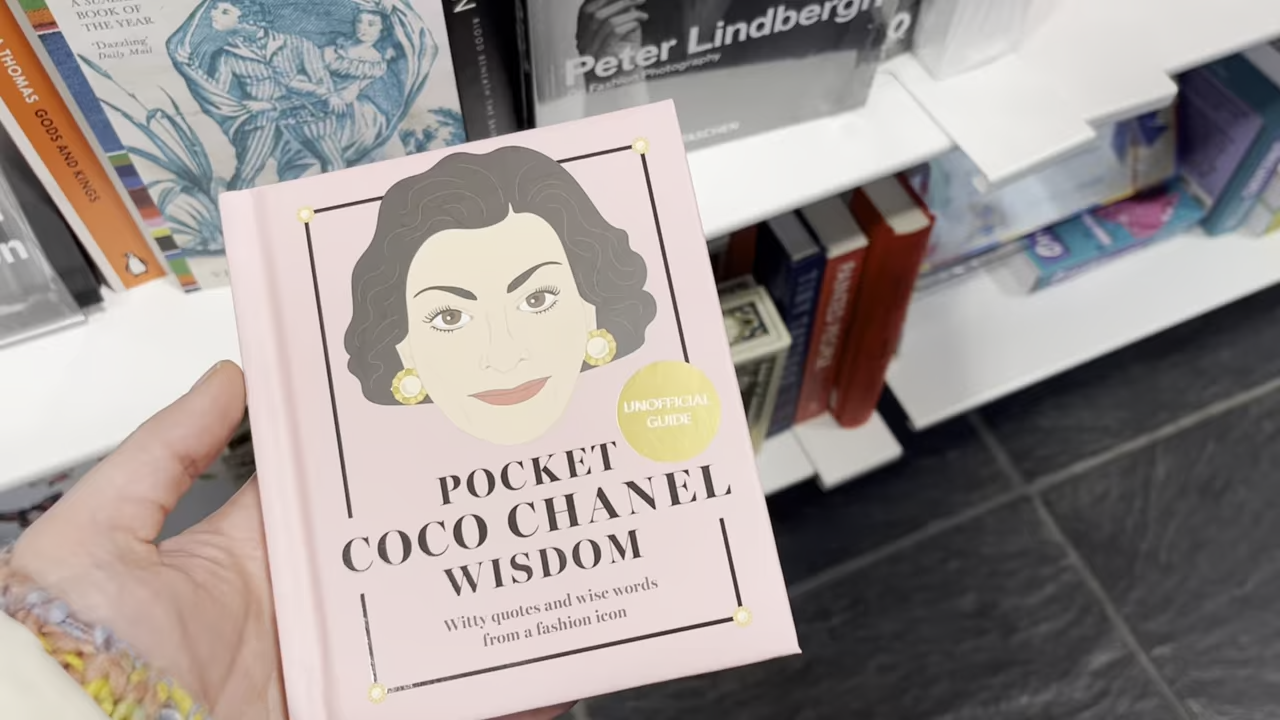 BOOK OF
THE YEAR
'Dazzling'
Daily Mail
THOMAS GODS AND KINGS
Peter Lindbergh
Fashion Photography
TASCHEN
UNOFFICIAL
GUIDE
POCKET
COCO CHANEL
WISDOM
Witty quotes and wise words
from a fashion icon